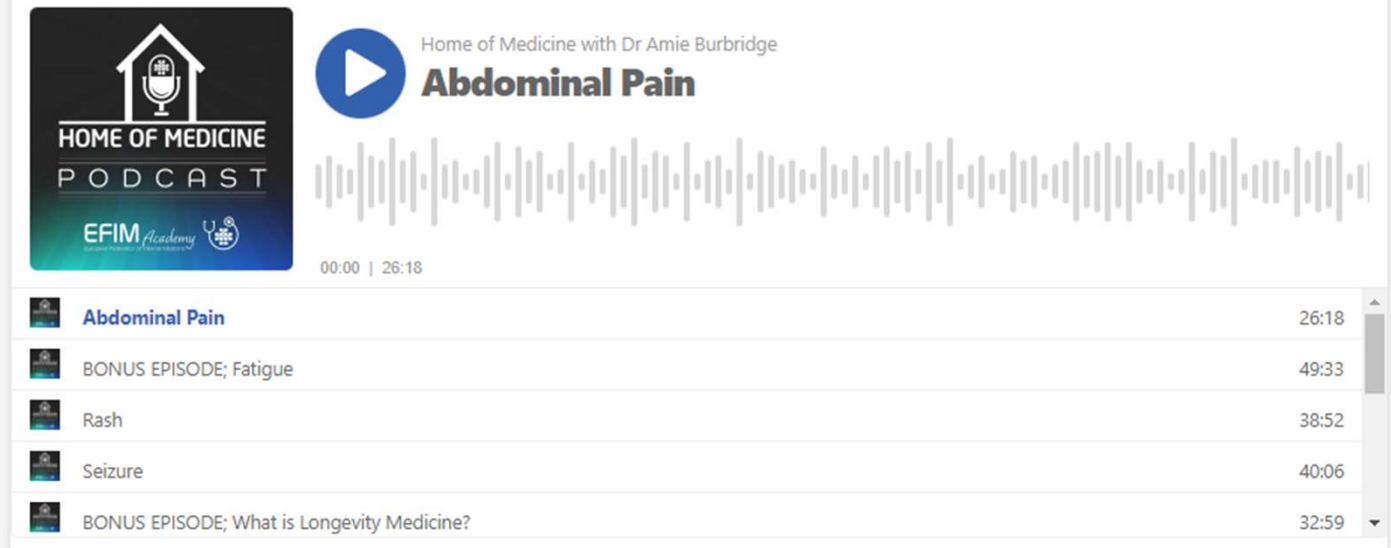 HOME OF MEDICINE
PODCAST
EFIM Academy
Home of Medicine with Dr Amie Burbridge
Abdominal Pain
00:00 | 26:18
Abdominal Pain 26:18
BONUS EPISODE; Fatigue 49:33
Rash 38:52
Seizure 40:06
BONUS EPISODE; What is Longevity Medicine? 32:59